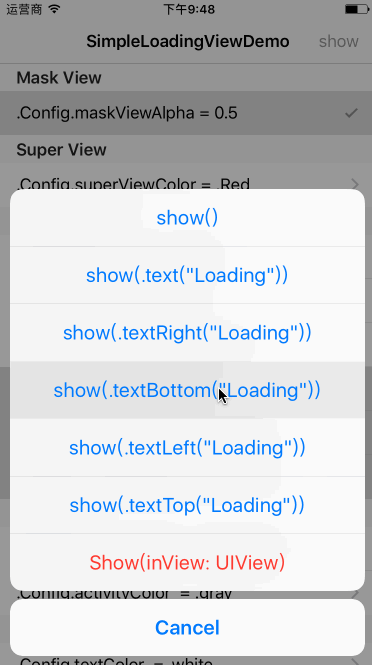 运营商 下午9:48
SimpleLoadingViewDemo show
Mask View
.Config.maskViewAlpha = 0.5
Super View
.Config.superViewColor = .Red
show()
show(.text("Loading"))
show(.textRight("Loading"))
show(.textBottom("Loading"))
show(.textLeft("Loading"))
show(.textTop("Loading"))
Show(inView: UIView)
.Config.activityColor = .gray
Cancel
.Config.textColor = .white